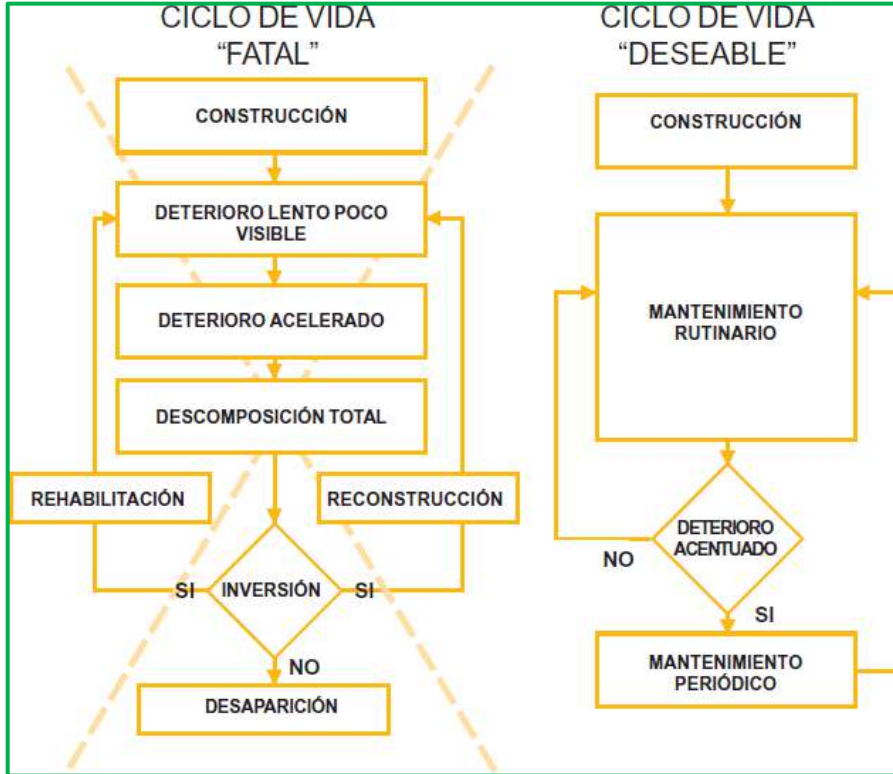 CICLO DE VIDA
“FATAL”
CONSTRUCCIÓN
DETERIORO LENTO POCO
VISIBLE
DETERIORO ACELERADO
DESCOMPOSICIÓN TOTAL
REHABILITACIÓN
RECONSTRUCCIÓN
SI
INVERSIÓN
SI
NO
DESAPARICIÓN
CICLO DE VIDA
“DESEABLE”
CONSTRUCCIÓN
MANTENIMIENTO
RUTINARIO
DETERIORO
ACENTUADO
NO
SI
MANTENIMIENTO
PERIÓDICO